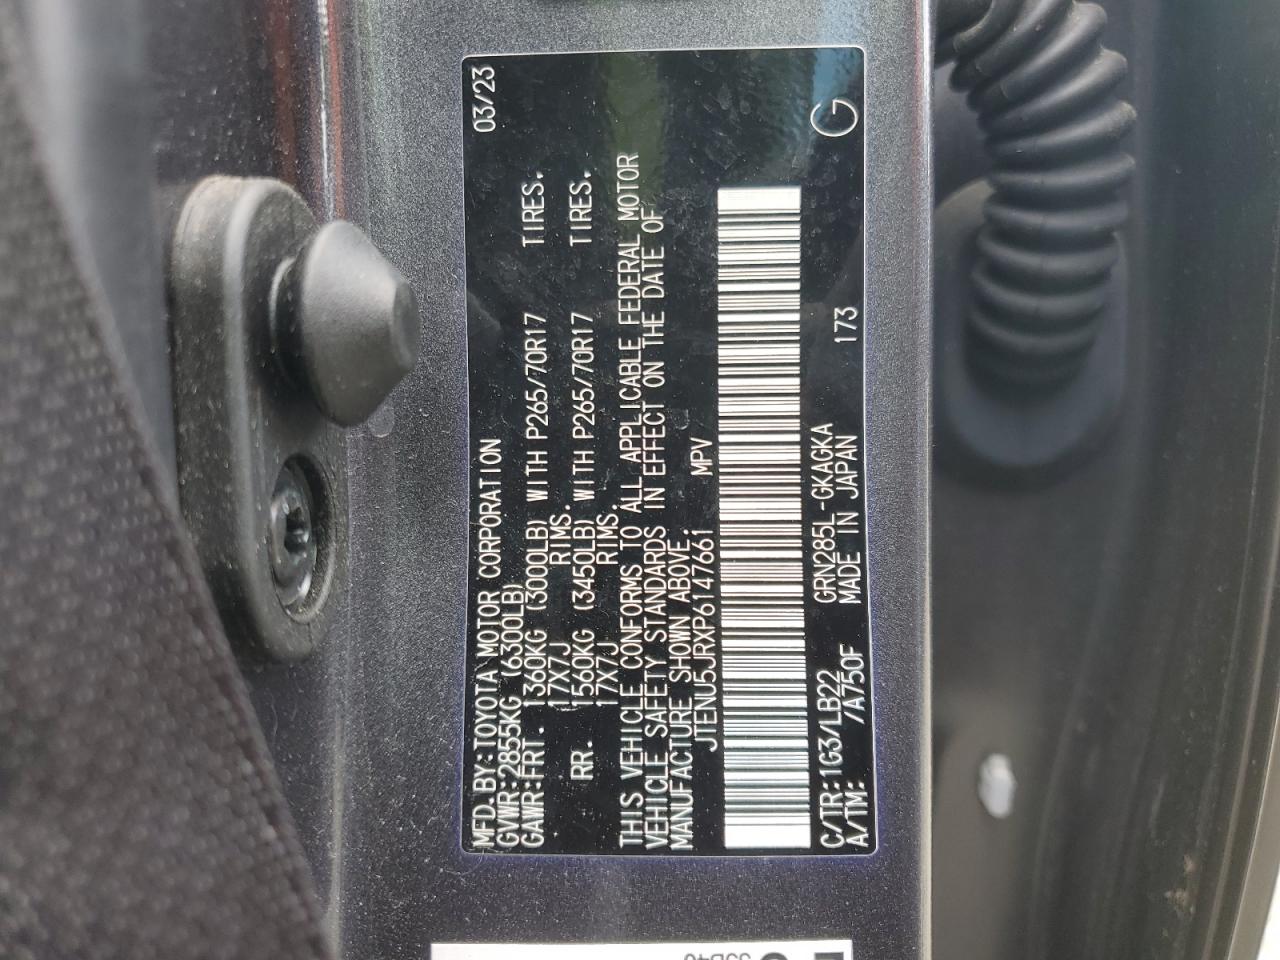 MFD. BY: TOYOTA MOTOR CORPORATION 03/23
GVWR: 2855KG (6300LB)
GAWR: FRT. 1360KG (3000LB) WITH P265/70R17 TIRES.
17X7J RIMS.
RR. 1560KG (3450LB) WITH P265/70R17 TIRES.
17X7J RIMS.
THIS VEHICLE CONFORMS TO ALL APPLICABLE FEDERAL MOTOR
VEHICLE SAFETY STANDARDS IN EFFECT ON THE DATE OF
MANUFACTURE SHOWN ABOVE.
JTENU5JRXP6147661 MPV
C/TR: 1G3/LB22 GRN285L-GKAGKA 173 G
A/TM: /A750F MADE IN JAPAN